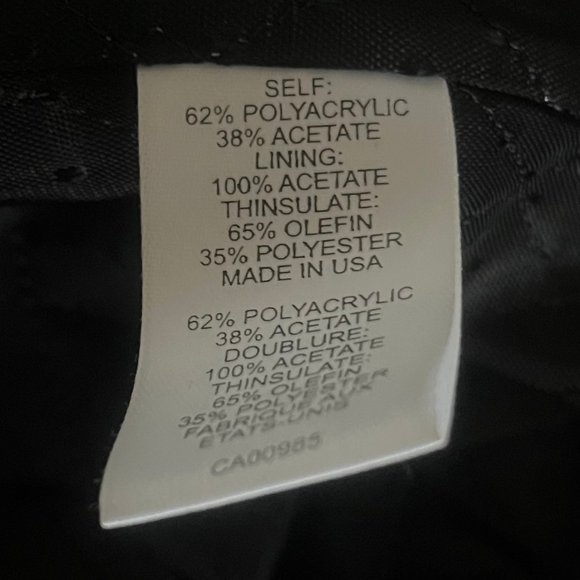 SELF:
62% POLYACRYLIC
38% ACETATE
LINING:
100% ACETATE
THINSULATE:
65% OLEFIN
35% POLYESTER
MADE IN USA
62% POLYACRYLIC
38% ACETATE
DOUBLURE:
100% ACETATE
THINSULATE:
65% OLEFIN
35% POLYESTER
FABRIQUE AUX
ETATS-UNIS
CA00985